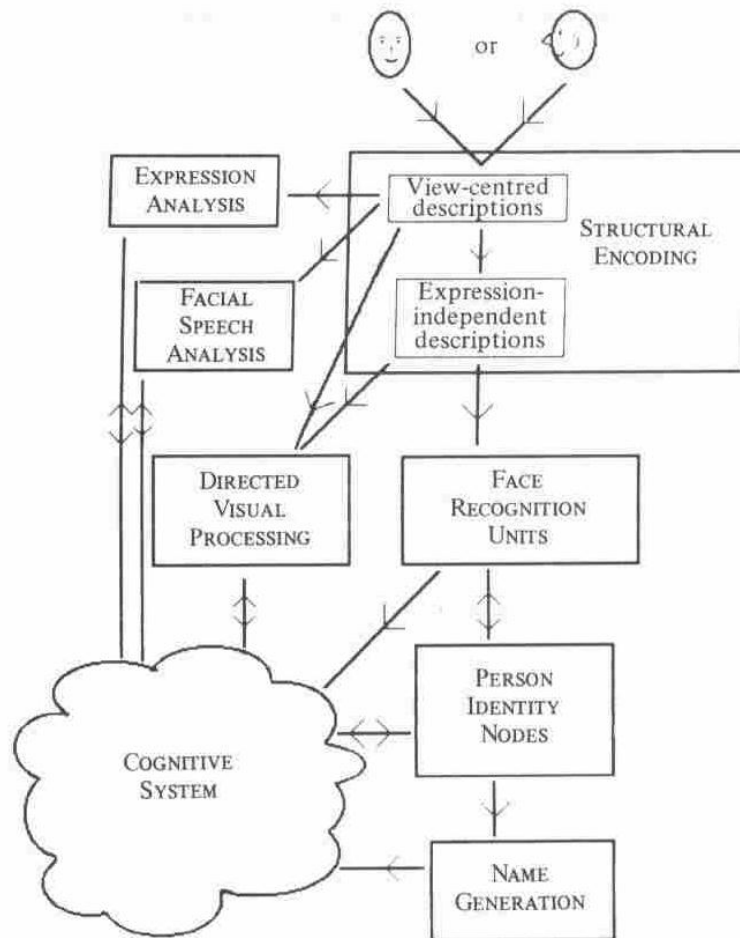 or
EXPRESSION
ANALYSIS
View-centred
descriptions
STRUCTURAL
ENCODING
FACIAL
SPEECH
ANALYSIS
Expression-
independent
descriptions
DIRECTED
VISUAL
PROCESSING
FACE
RECOGNITION
UNITS
PERSON
IDENTITY
NODES
COGNITIVE
SYSTEM
NAME
GENERATION